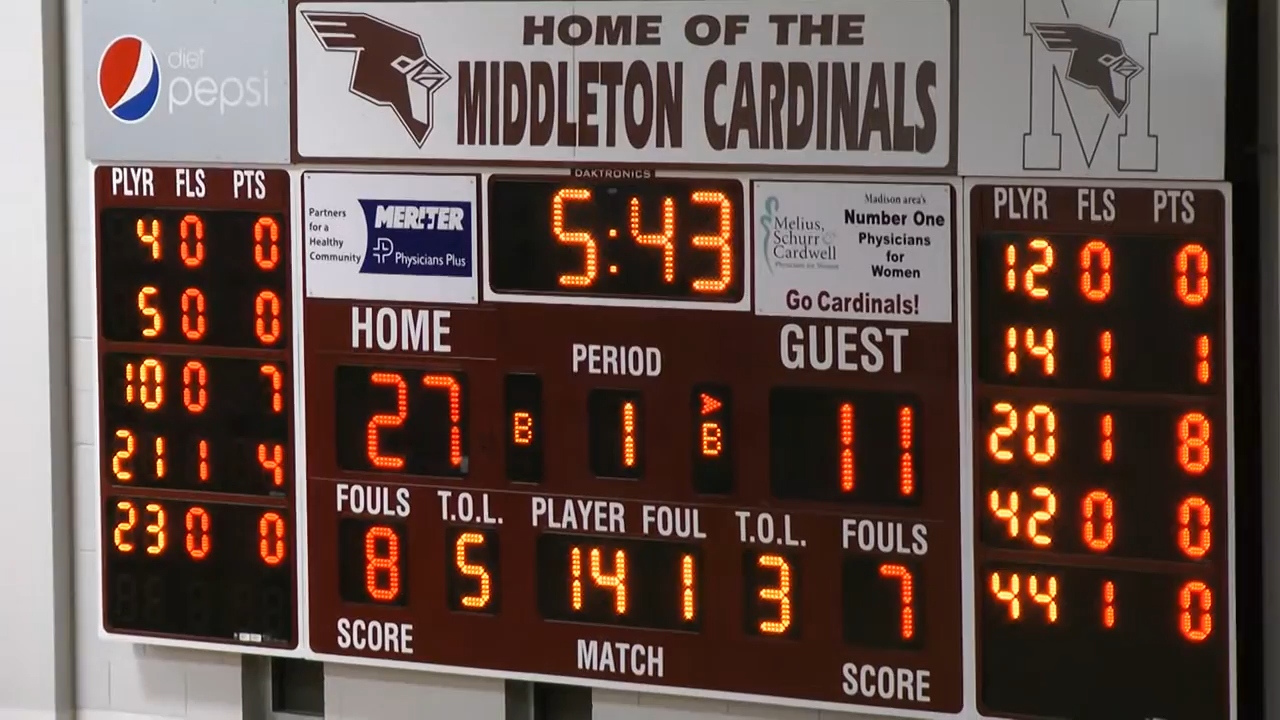 diet
pepsi
HOME OF THE
MIDDLETON CARDINALS
M
PLYR FLS PTS
4 0 0
5 0 0
10 0 7
21 1 4
23 0 0
Partners
for a
Healthy
Community
MERITER
Physicians Plus
DAKTRONICS
5:43
Melius,
Schurr &
Cardwell
Physicians for Women
Madison area's
Number One
Physicians
for
Women
Go Cardinals!
HOME
27
B
PERIOD
1
B
GUEST
11
FOULS T.O.L. PLAYER FOUL T.O.L. FOULS
8 5 14 1 3 7
SCORE MATCH SCORE
PLYR FLS PTS
12 0 0
14 1 1
20 1 8
42 0 0
44 1 0